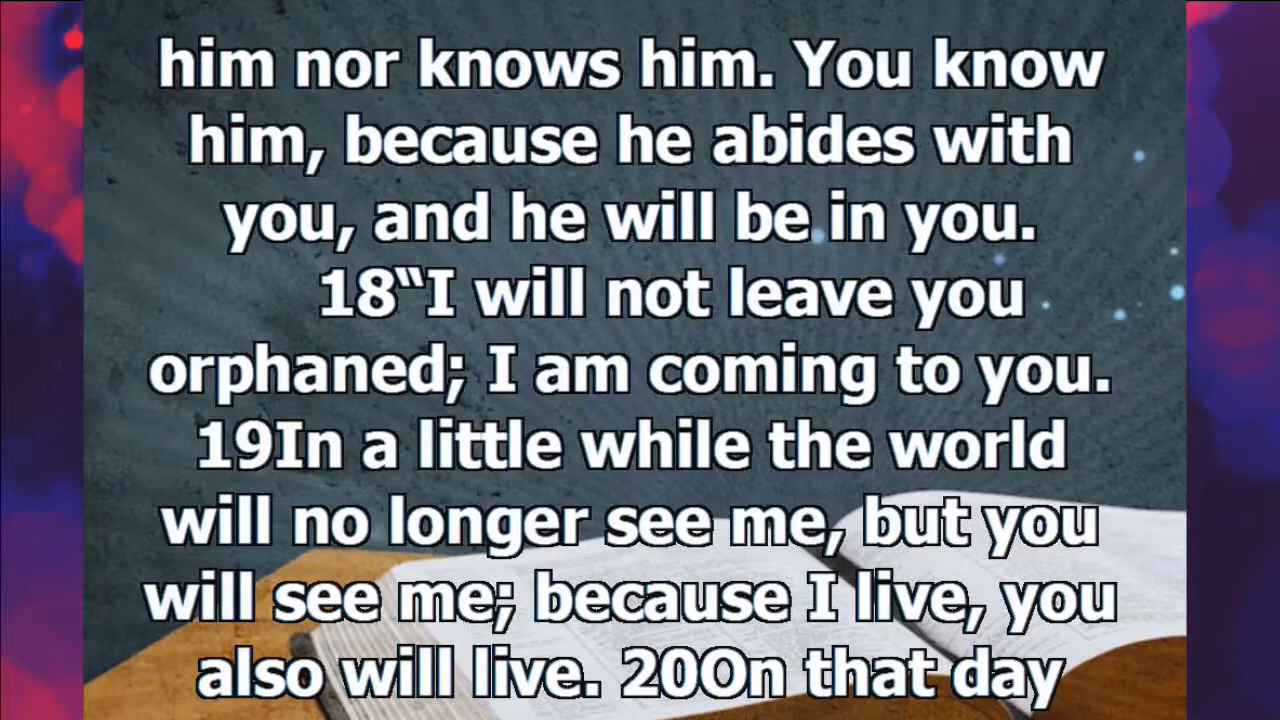 him nor knows him. You know
him, because he abides with
you, and he will be in you.
18“I will not leave you
orphaned; I am coming to you.
19In a little while the world
will no longer see me, but you
will see me; because I live, you
also will live. 20On that day